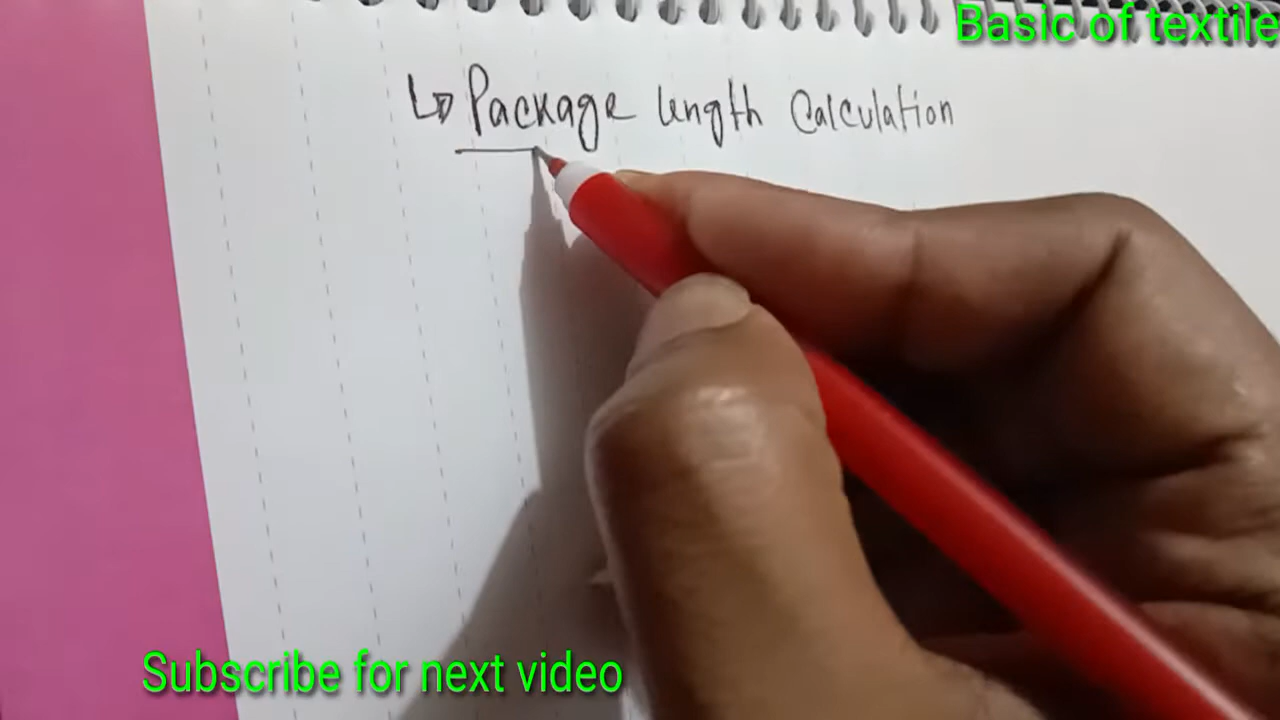 Basic of textile
Package length Calculation
Subscribe for next video